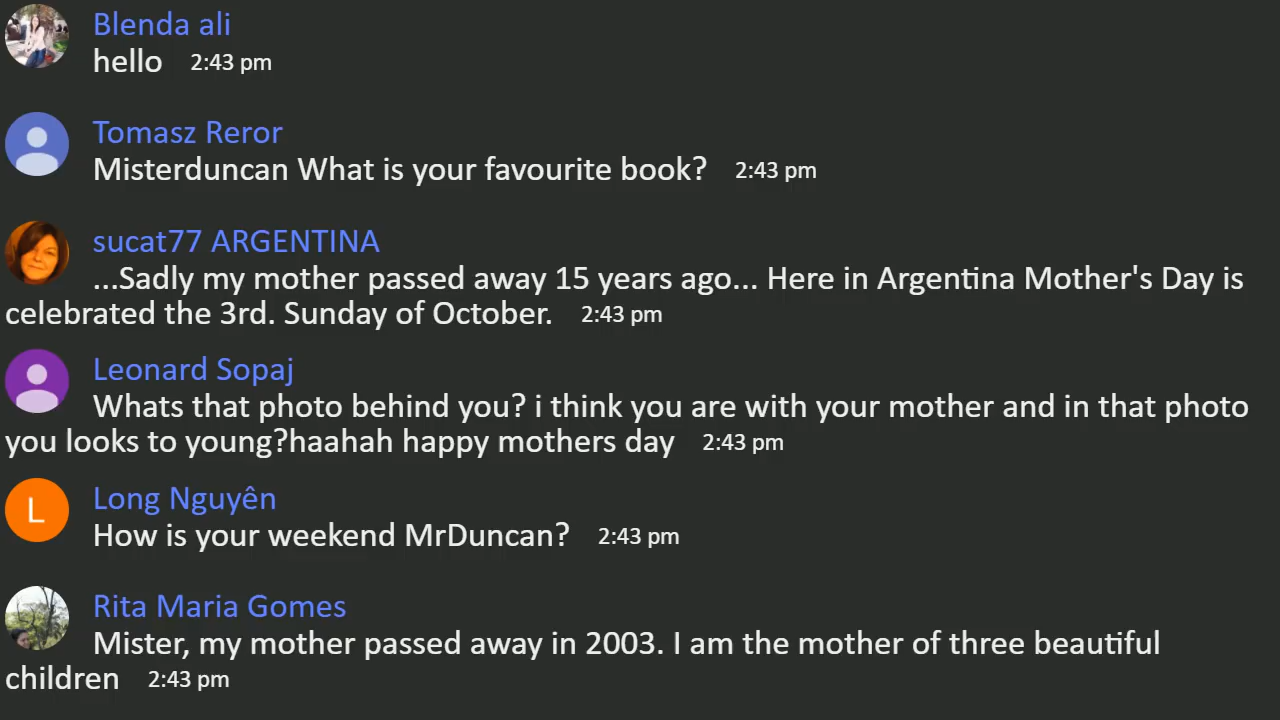 Blenda ali
hello 2:43 pm
Tomasz Reror
Misterduncan What is your favourite book? 2:43 pm
sucat77 ARGENTINA
...Sadly my mother passed away 15 years ago... Here in Argentina Mother's Day is
celebrated the 3rd. Sunday of October. 2:43 pm
Leonard Sopaj
Whats that photo behind you? i think you are with your mother and in that photo
you looks to young?haahah happy mothers day 2:43 pm
L
Long Nguyên
How is your weekend MrDuncan? 2:43 pm
Rita Maria Gomes
Mister, my mother passed away in 2003. I am the mother of three beautiful
children 2:43 pm